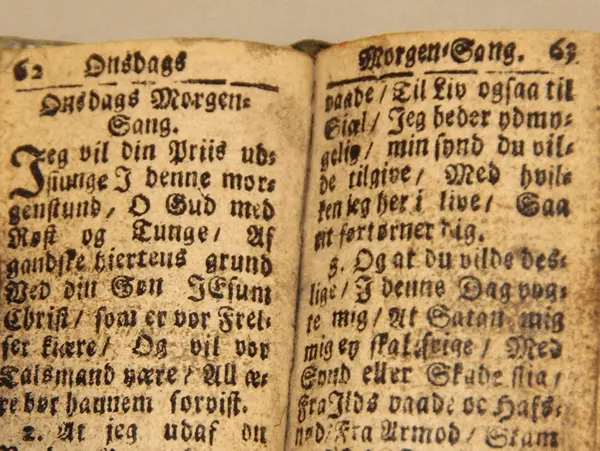 62 Onsdags
Onsdags Morgen-
Sang.
Jeg vil din Priis ud-
siunge I denne mor-
genstund/ O Gud med
Røst og Tunge/ Af
gandske hiertens grund
Ved din Søn JEsum
Christ/ som er vor Frel-
ser kiære/ Og vil vor
Talsmand være/ All æ-
re bør hannem forvist.
2. At jeg udaf
Morgen-Sang. 63
vaade/ Til Liv ogsaa til
Siæl/ Jeg beder ydmy-
gelig/ min synd du vil-
de tilgive/ Med hvil-
ken jeg her i live/ Saa
tit fortørner dig.
3. Og at du vilde des-
lige/ I denne Dag vog-
te mig/ At Satan mig
mig ey skal svige/ Med
Synd eller Skade slia/
Fra Ilds vaade oc Hafs-
nød/ Fra Armod/ Skam